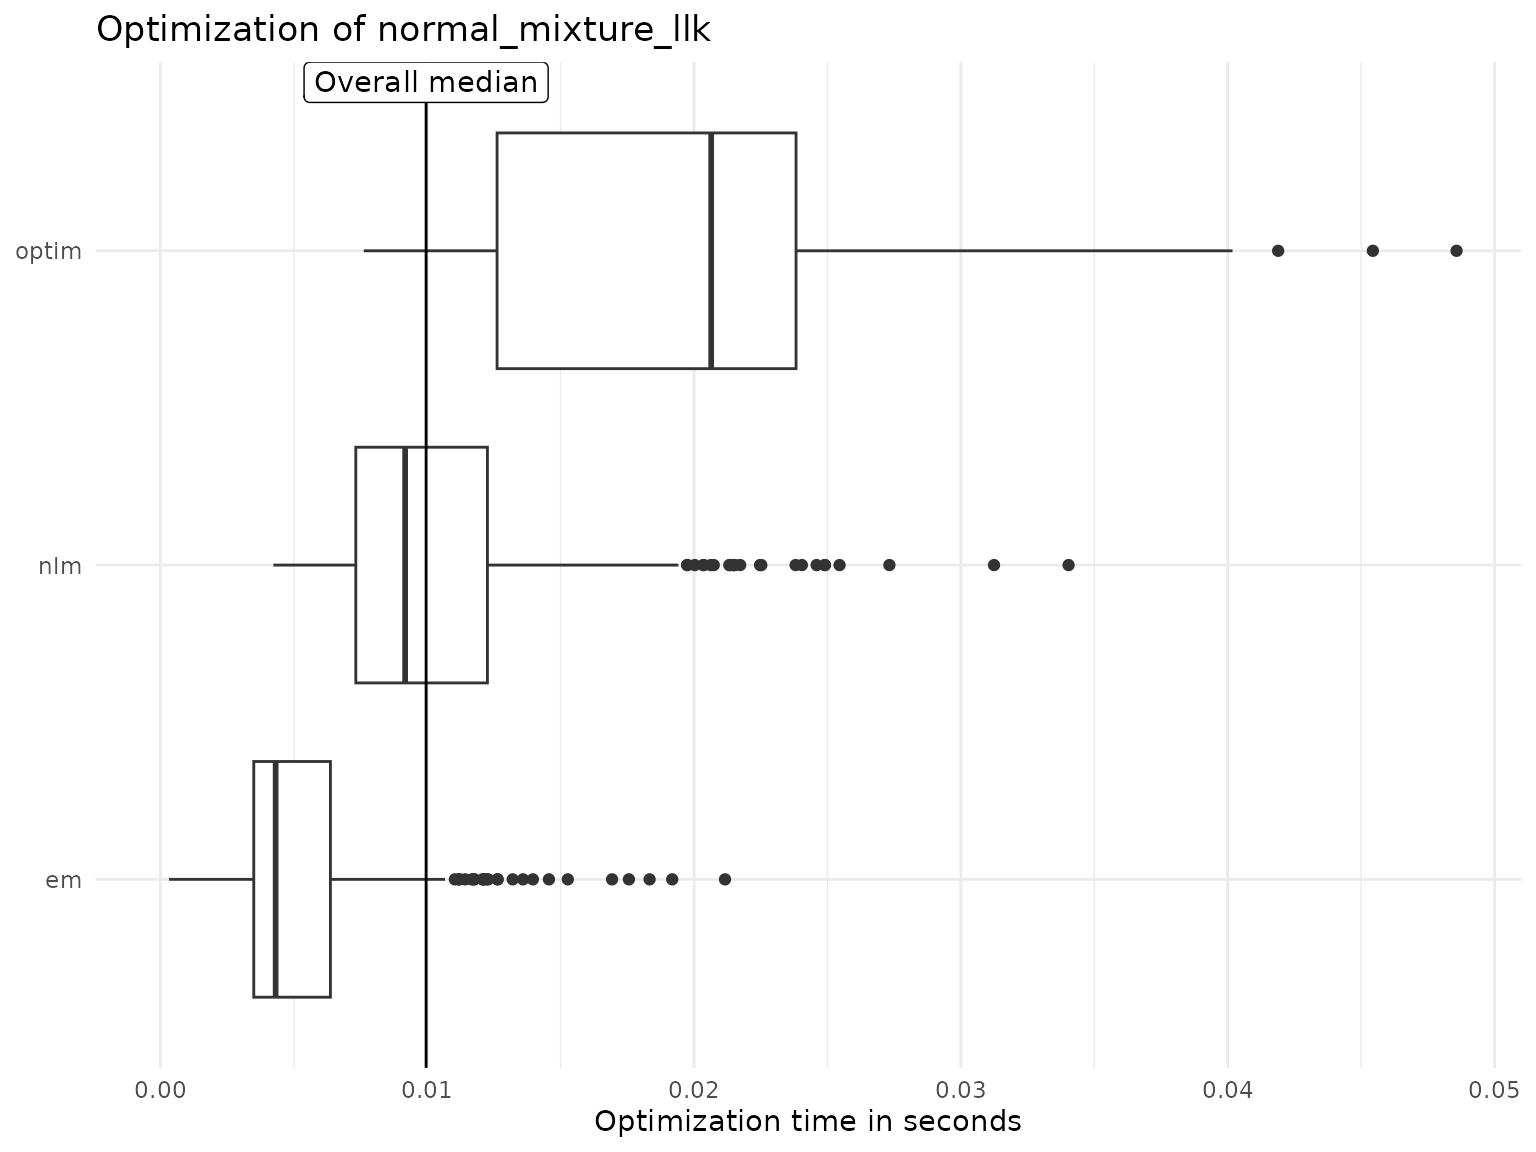 Optimization of normal_mixture_llk
Overall median
optim
nlm
em
0.00 0.01 0.02 0.03 0.04 0.05
Optimization time in seconds